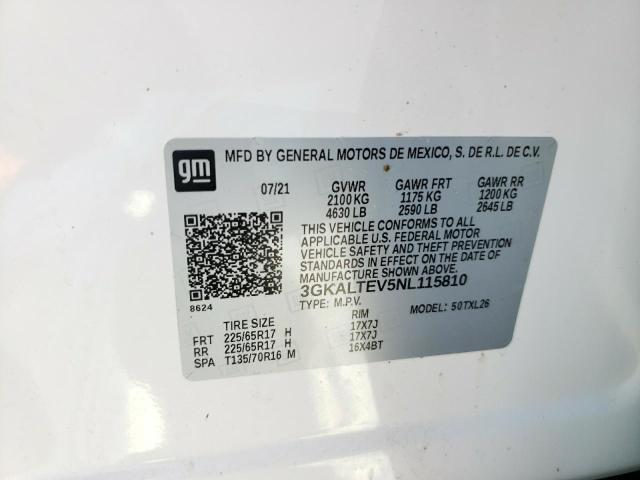 gm
MFD BY GENERAL MOTORS DE MEXICO, S. DE R.L. DE C.V.
07/21 GVWR GAWR FRT GAWR RR
2100 KG 1175 KG 1200 KG
4630 LB 2590 LB 2645 LB
THIS VEHICLE CONFORMS TO ALL
APPLICABLE U.S. FEDERAL MOTOR
VEHICLE SAFETY AND THEFT PREVENTION
STANDARDS IN EFFECT ON THE DATE OF
MANUFACTURE SHOWN ABOVE.
3GKALTEV5NL115810
8624
TYPE: M.P.V. MODEL: 50TXL26
TIRE SIZE RIM
FRT 225/65R17 H 17X7J
RR 225/65R17 H 17X7J
SPA T135/70R16 M 16X4BT